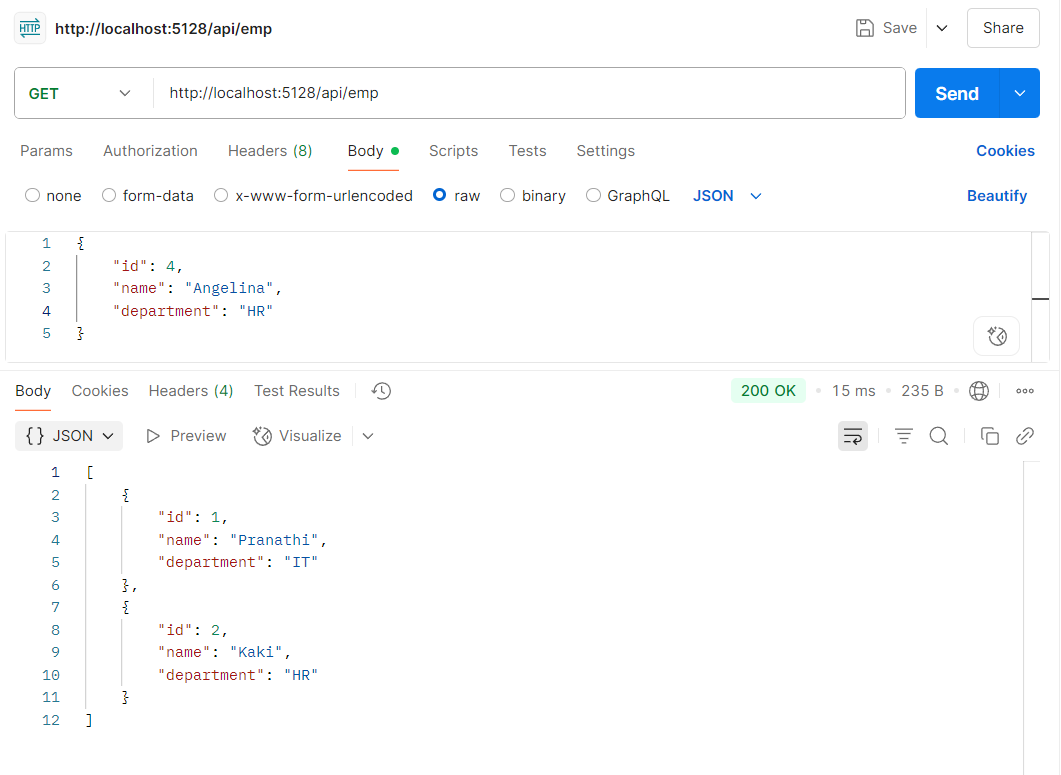 HTTP http://localhost:5128/api/emp Save Share
GET http://localhost:5128/api/emp Send
Params Authorization Headers (8) Body Scripts Tests Settings Cookies
none form-data x-www-form-urlencoded raw binary GraphQL JSON Beautify
1 {
2 "id": 4,
3 "name": "Angelina",
4 "department": "HR"
5 }
Body Cookies Headers (4) Test Results 200 OK 15 ms 235 B
{} JSON Preview Visualize
1 [
2 {
3 "id": 1,
4 "name": "Pranathi",
5 "department": "IT"
6 },
7 {
8 "id": 2,
9 "name": "Kaki",
10 "department": "HR"
11 }
12 ]